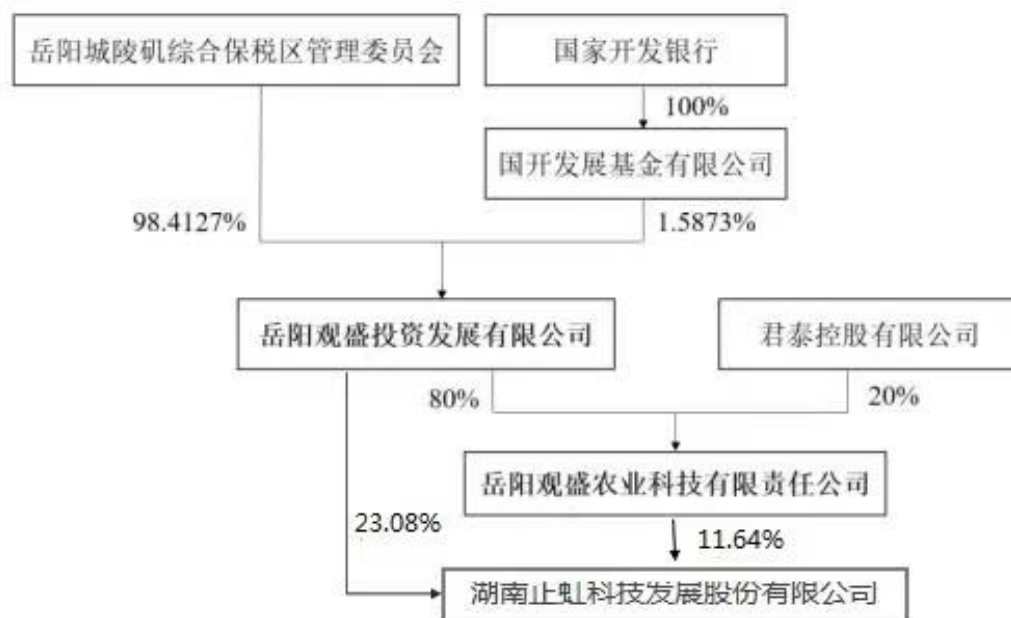 岳阳城陵矶综合保税区管理委员会
国家开发银行
100%
国开发展基金有限公司
98.4127%
1.5873%
岳阳观盛投资发展有限公司
君泰控股有限公司
80%
20%
岳阳观盛农业科技有限责任公司
23.08%
11.64%
湖南正虹科技发展股份有限公司